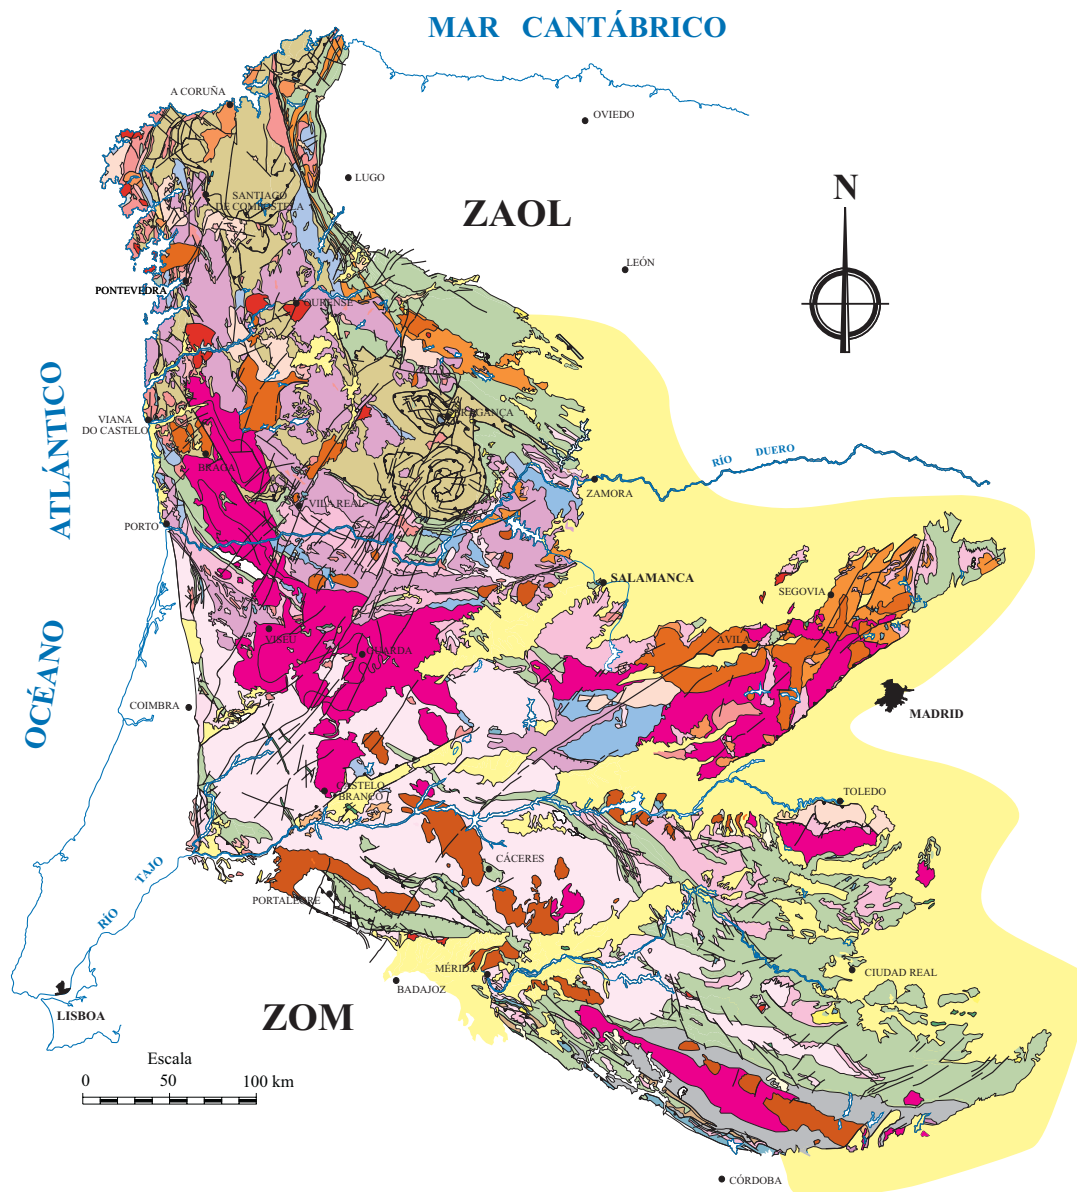 MAR CANTÁBRICO
A CORUÑA
OVIEDO
LUGO
SANTIAGO
DE COMPOSTELA
ZAOL
N
LEÓN
PONTEVEDRA
OURENSE
ATLÁNTICO
OCÉANO
VIANA
DO CASTELO
BRAGANÇA
BRAGA
RÍO DUERO
ZAMORA
VILA REAL
PORTO
SALAMANCA
SEGOVIA
VISEU
ÁVILA
GUARDA
COIMBRA
MADRID
CASTELO
BRANCO
TOLEDO
RÍO TAJO
CÁCERES
PORTALEGRE
MÉRIDA
CIUDAD REAL
BADAJOZ
LISBOA
ZOM
Escala
0 50 100 km
CÓRDOBA